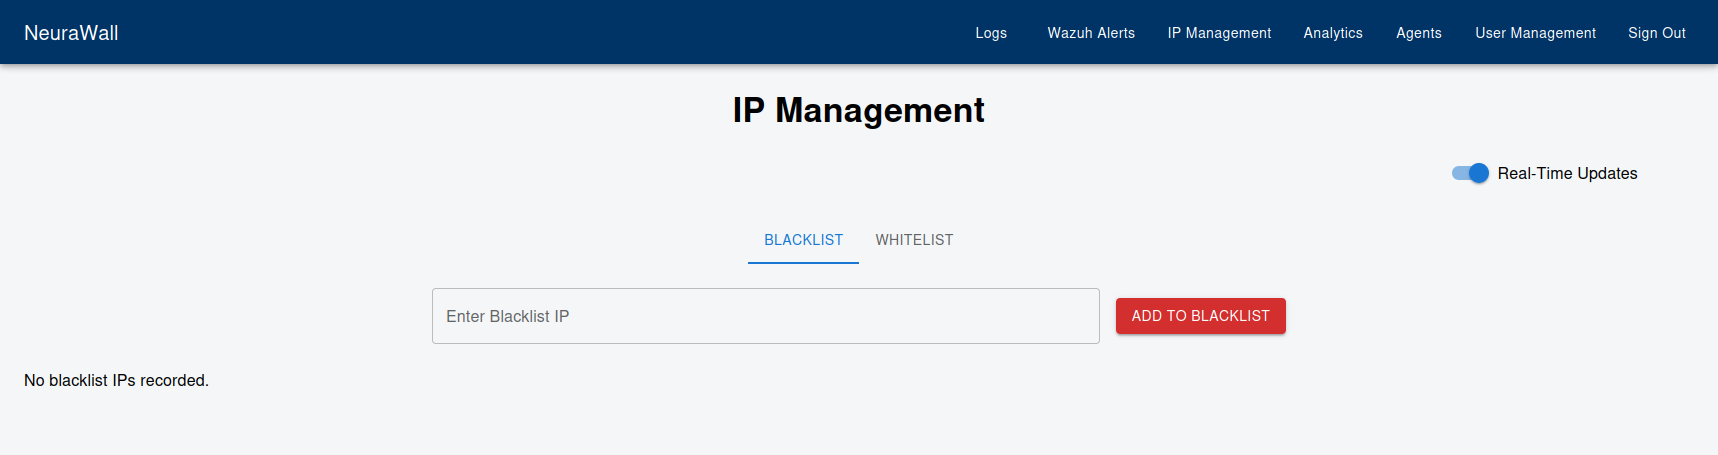 NeuraWall Logs Wazuh Alerts IP Management Analytics Agents User Management Sign Out
IP Management
Real-Time Updates
BLACKLIST WHITELIST
Enter Blacklist IP ADD TO BLACKLIST
No blacklist IPs recorded.